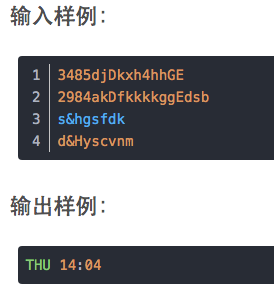 输入样例：
1 3485djDkxh4hhGE
2 2984akDfkkkkggEdsb
3 s&hgsfdk
4 d&Hyscvnm
输出样例：
THU 14:04